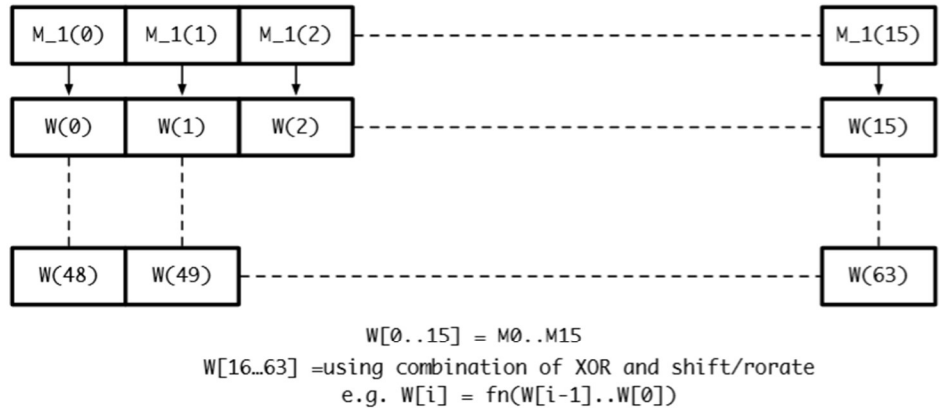 M_1(0) M_1(1) M_1(2) M_1(15)
W(0) W(1) W(2) W(15)
W(48) W(49) W(63)
W[0..15] = M0..M15
W[16…63] =using combination of XOR and shift/rorate
e.g. W[i] = fn(W[i-1]..W[0])